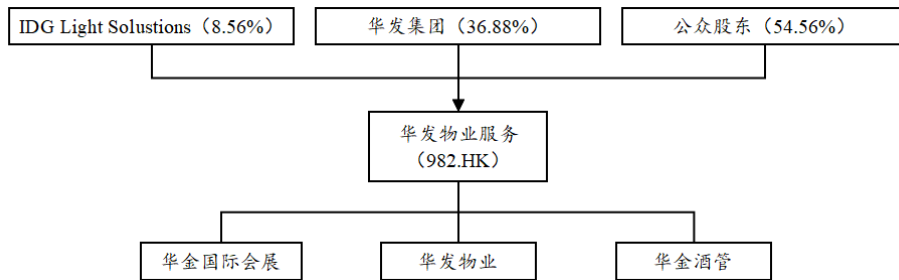 IDG Light Solustions（8.56%）
华发集团（36.88%）
公众股东（54.56%）
华发物业服务
（982.HK）
华金国际会展
华发物业
华金酒管